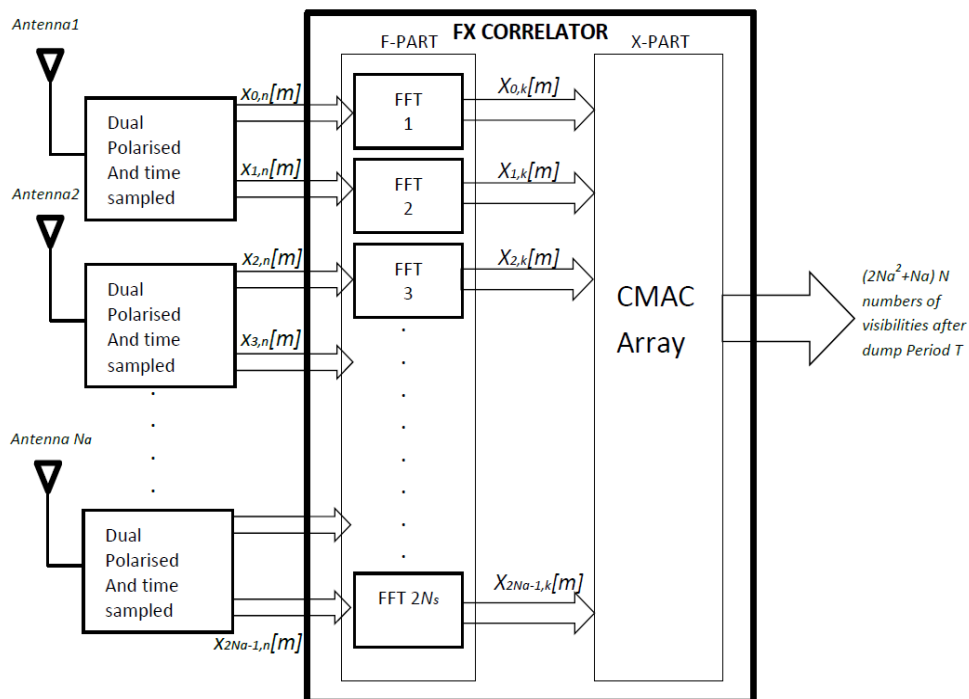 Antenna1
FX CORRELATOR
F-PART
X-PART
Dual
Polarised
And time
sampled
x0,n[m]
FFT
1
X0,k[m]
x1,n[m]
FFT
2
X1,k[m]
Antenna2
Dual
Polarised
And time
sampled
x2,n[m]
FFT
3
X2,k[m]
x3,n[m]
CMAC
Array
(2Na²+Na) N
numbers of
visibilities after
dump Period T
Antenna Na
Dual
Polarised
And time
sampled
x2Na-1,n[m]
FFT 2Ns
X2Na-1,k[m]